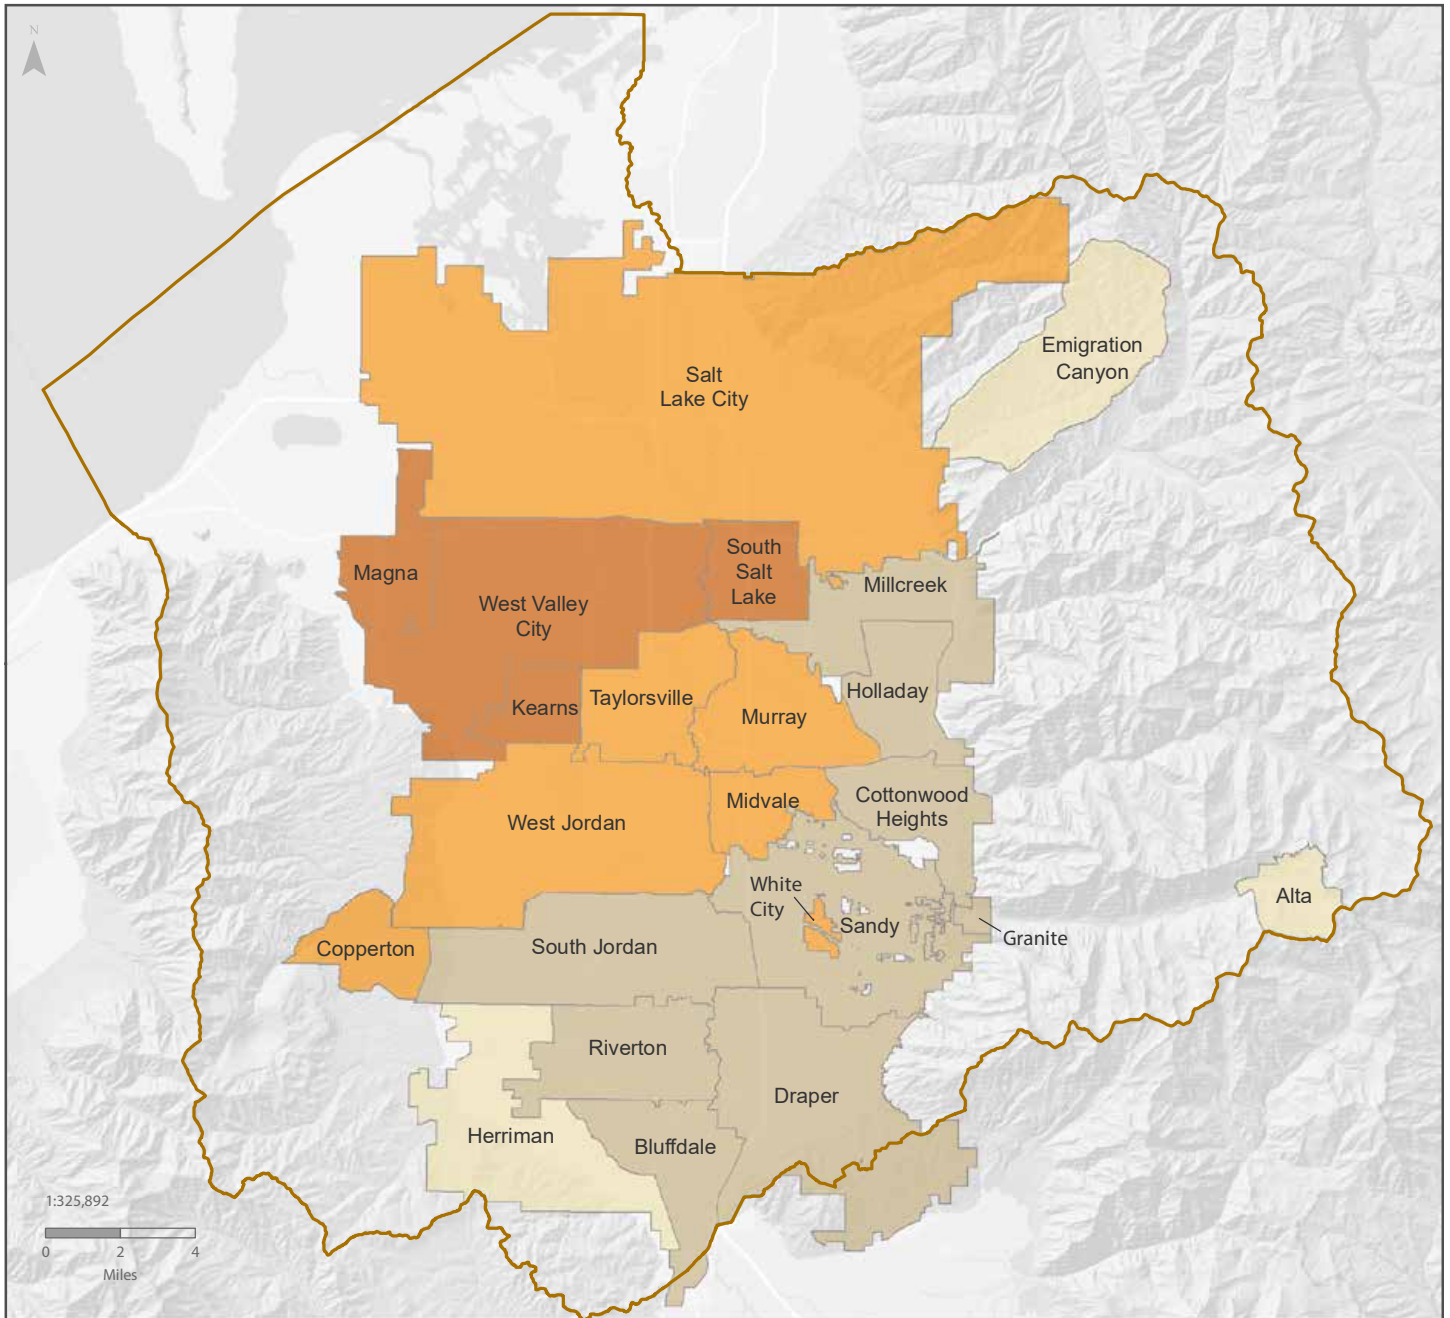 N
Emigration
Canyon
Salt
Lake City
South
Salt
Lake
Magna
Millcreek
West Valley
City
Holladay
Taylorsville
Kearns
Murray
Cottonwood
Heights
Midvale
West Jordan
White
City
Alta
Sandy
Granite
South Jordan
Copperton
Riverton
Draper
Herriman
Bluffdale
1:325,892
0 2 4
Miles